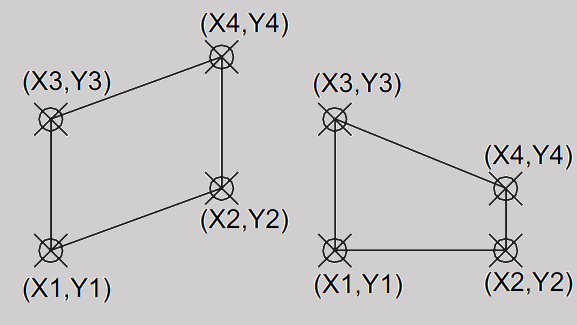 (X4,Y4)
(X3,Y3)
(X2,Y2)
(X1,Y1)
(X3,Y3)
(X4,Y4)
(X1,Y1)
(X2,Y2)